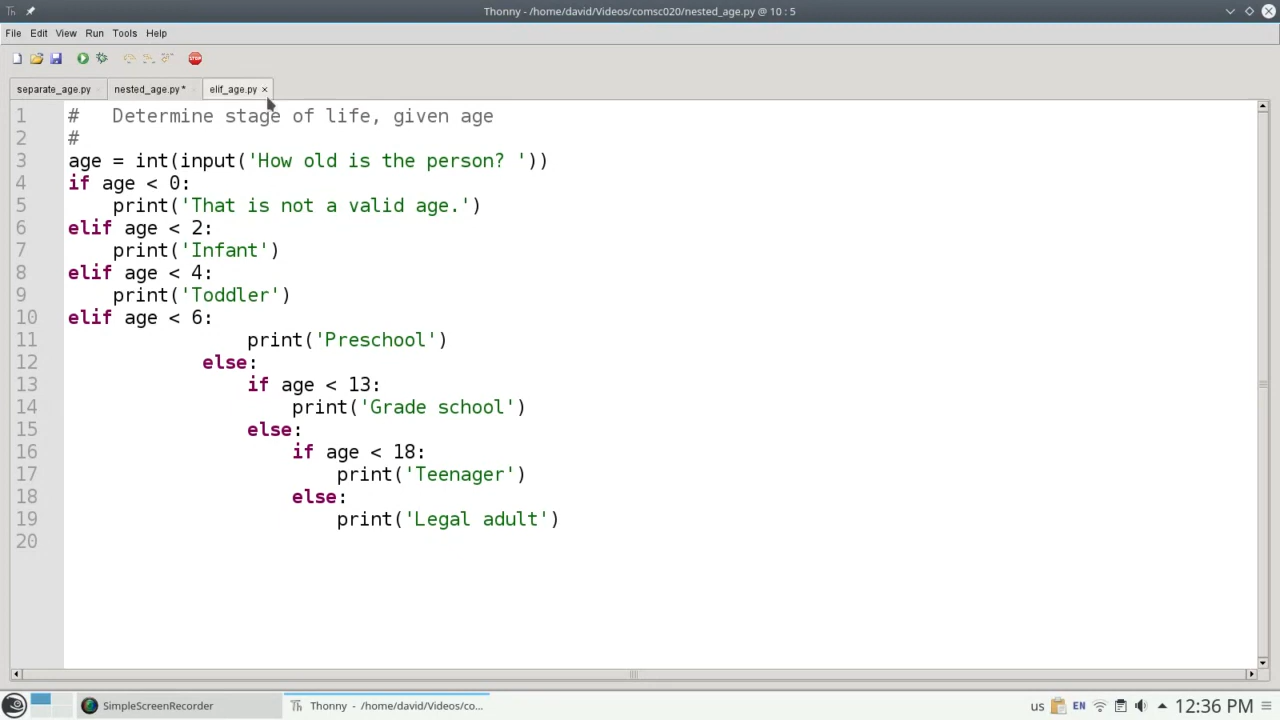 Thonny - /home/david/Videos/comsc020/nested_age.py @ 10 : 5
File Edit View Run Tools Help
STOP
separate_age.py nested_age.py* elif_age.py ×
1 #   Determine stage of life, given age
2 #
3 age = int(input('How old is the person? '))
4 if age < 0:
5     print('That is not a valid age.')
6 elif age < 2:
7     print('Infant')
8 elif age < 4:
9     print('Toddler')
10 elif age < 6:
11                 print('Preschool')
12             else:
13                 if age < 13:
14                     print('Grade school')
15                 else:
16                     if age < 18:
17                         print('Teenager')
18                     else:
19                         print('Legal adult')
20
SimpleScreenRecorder Th Thonny - /home/david/Videos/co... us EN 12:36 PM